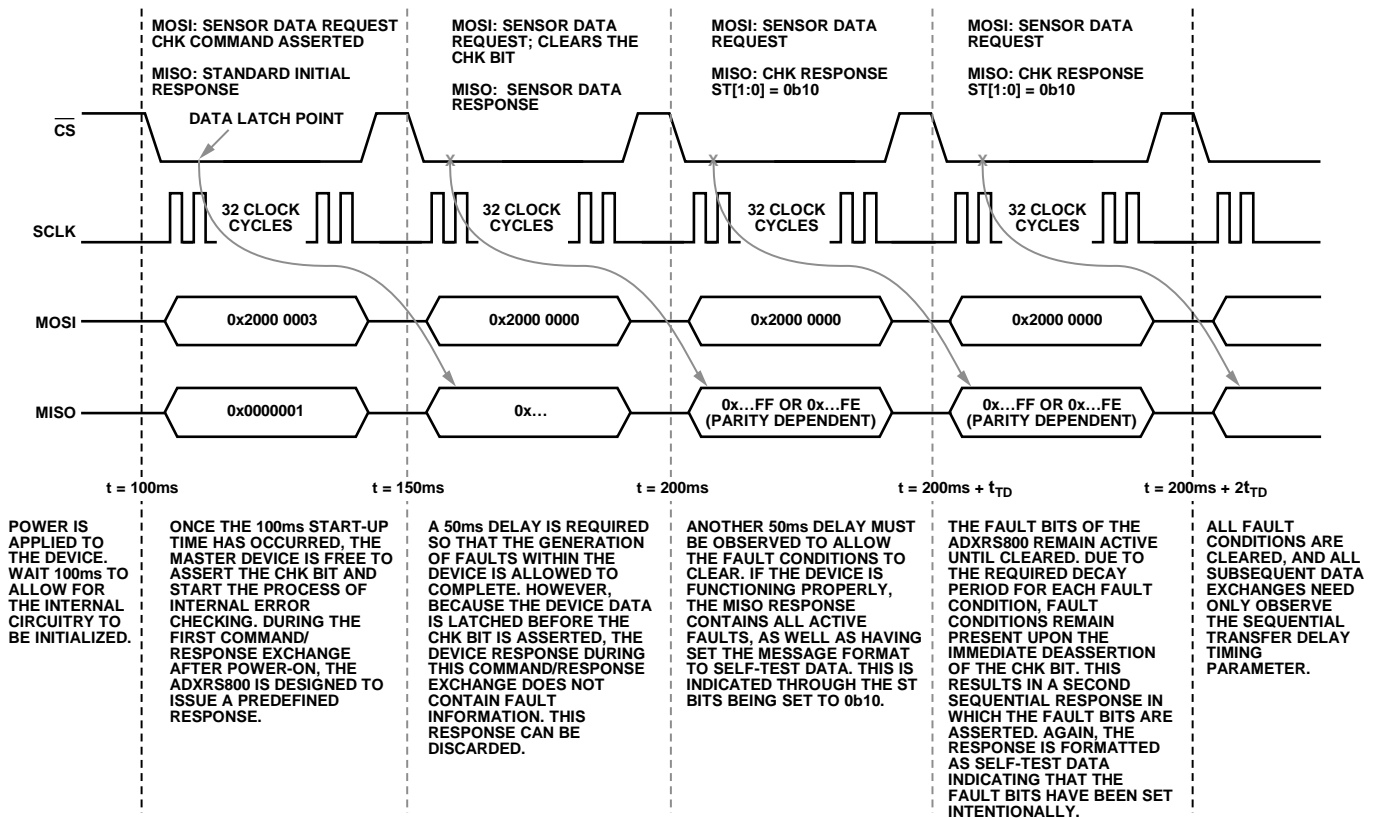 MOSI: SENSOR DATA REQUEST
CHK COMMAND ASSERTED
MISO: STANDARD INITIAL
RESPONSE
MOSI: SENSOR DATA
REQUEST; CLEARS THE
CHK BIT
MISO: SENSOR DATA
RESPONSE
MOSI: SENSOR DATA
REQUEST
MISO: CHK RESPONSE
ST[1:0] = 0b10
MOSI: SENSOR DATA
REQUEST
MISO: CHK RESPONSE
ST[1:0] = 0b10
CS
DATA LATCH POINT
X
X
X
SCLK
32 CLOCK
CYCLES
32 CLOCK
CYCLES
32 CLOCK
CYCLES
32 CLOCK
CYCLES
MOSI
0x2000 0003
0x2000 0000
0x2000 0000
0x2000 0000
MISO
0x0000001
0x…
0x…FF OR 0x…FE
(PARITY DEPENDENT)
0x…FF OR 0x…FE
(PARITY DEPENDENT)
t = 100ms
t = 150ms
t = 200ms
t = 200ms + tTD
t = 200ms + 2tTD
POWER IS
APPLIED TO
THE DEVICE.
WAIT 100ms TO
ALLOW FOR
THE INTERNAL
CIRCUITRY TO
BE INITIALIZED.
ONCE THE 100ms START-UP
TIME HAS OCCURRED, THE
MASTER DEVICE IS FREE TO
ASSERT THE CHK BIT AND
START THE PROCESS OF
INTERNAL ERROR
CHECKING. DURING THE
FIRST COMMAND/
RESPONSE EXCHANGE
AFTER POWER-ON, THE
ADXRS800 IS DESIGNED TO
ISSUE A PREDEFINED
RESPONSE.
A 50ms DELAY IS REQUIRED
SO THAT THE GENERATION
OF FAULTS WITHIN THE
DEVICE IS ALLOWED TO
COMPLETE. HOWEVER,
BECAUSE THE DEVICE DATA
IS LATCHED BEFORE THE
CHK BIT IS ASSERTED, THE
DEVICE RESPONSE DURING
THIS COMMAND/RESPONSE
EXCHANGE DOES NOT
CONTAIN FAULT
INFORMATION. THIS
RESPONSE CAN BE
DISCARDED.
ANOTHER 50ms DELAY MUST
BE OBSERVED TO ALLOW
THE FAULT CONDITIONS TO
CLEAR. IF THE DEVICE IS
FUNCTIONING PROPERLY,
THE MISO RESPONSE
CONTAINS ALL ACTIVE
FAULTS, AS WELL AS HAVING
SET THE MESSAGE FORMAT
TO SELF-TEST DATA. THIS IS
INDICATED THROUGH THE ST
BITS BEING SET TO 0b10.
THE FAULT BITS OF THE
ADXRS800 REMAIN ACTIVE
UNTIL CLEARED. DUE TO
THE REQUIRED DECAY
PERIOD FOR EACH FAULT
CONDITION, FAULT
CONDITIONS REMAIN
PRESENT UPON THE
IMMEDIATE DEASSERTION
OF THE CHK BIT. THIS
RESULTS IN A SECOND
SEQUENTIAL RESPONSE IN
WHICH THE FAULT BITS ARE
ASSERTED. AGAIN, THE
RESPONSE IS FORMATTED
AS SELF-TEST DATA
INDICATING THAT THE
FAULT BITS HAVE BEEN SET
INTENTIONALLY.
ALL FAULT
CONDITIONS ARE
CLEARED, AND ALL
SUBSEQUENT DATA
EXCHANGES NEED
ONLY OBSERVE
THE SEQUENTIAL
TRANSFER DELAY
TIMING
PARAMETER.